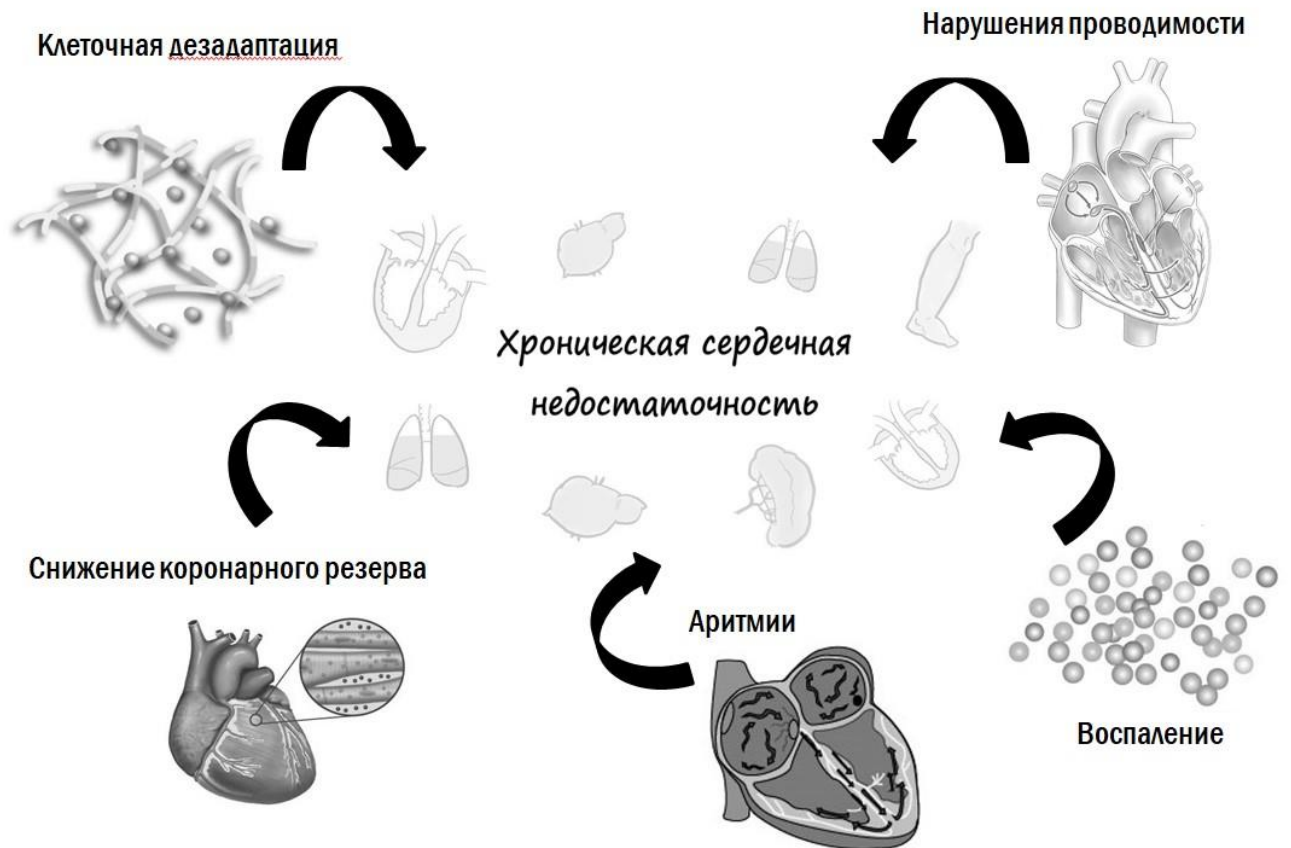 Клеточная дезадаптация
Нарушения проводимости
Хроническая сердечная
недостаточность
Снижение коронарного резерва
Аритмии
Воспаление